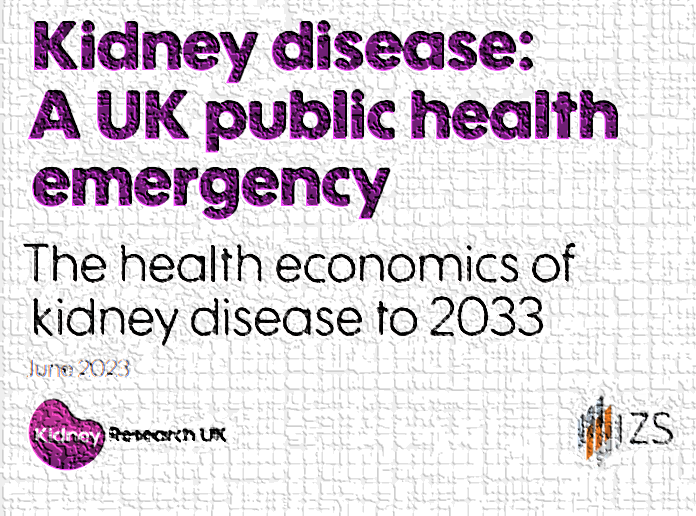 Kidney disease:
A UK public health
emergency
The health economics of
kidney disease to 2033
June 2023
Kidney Research UK
IZS